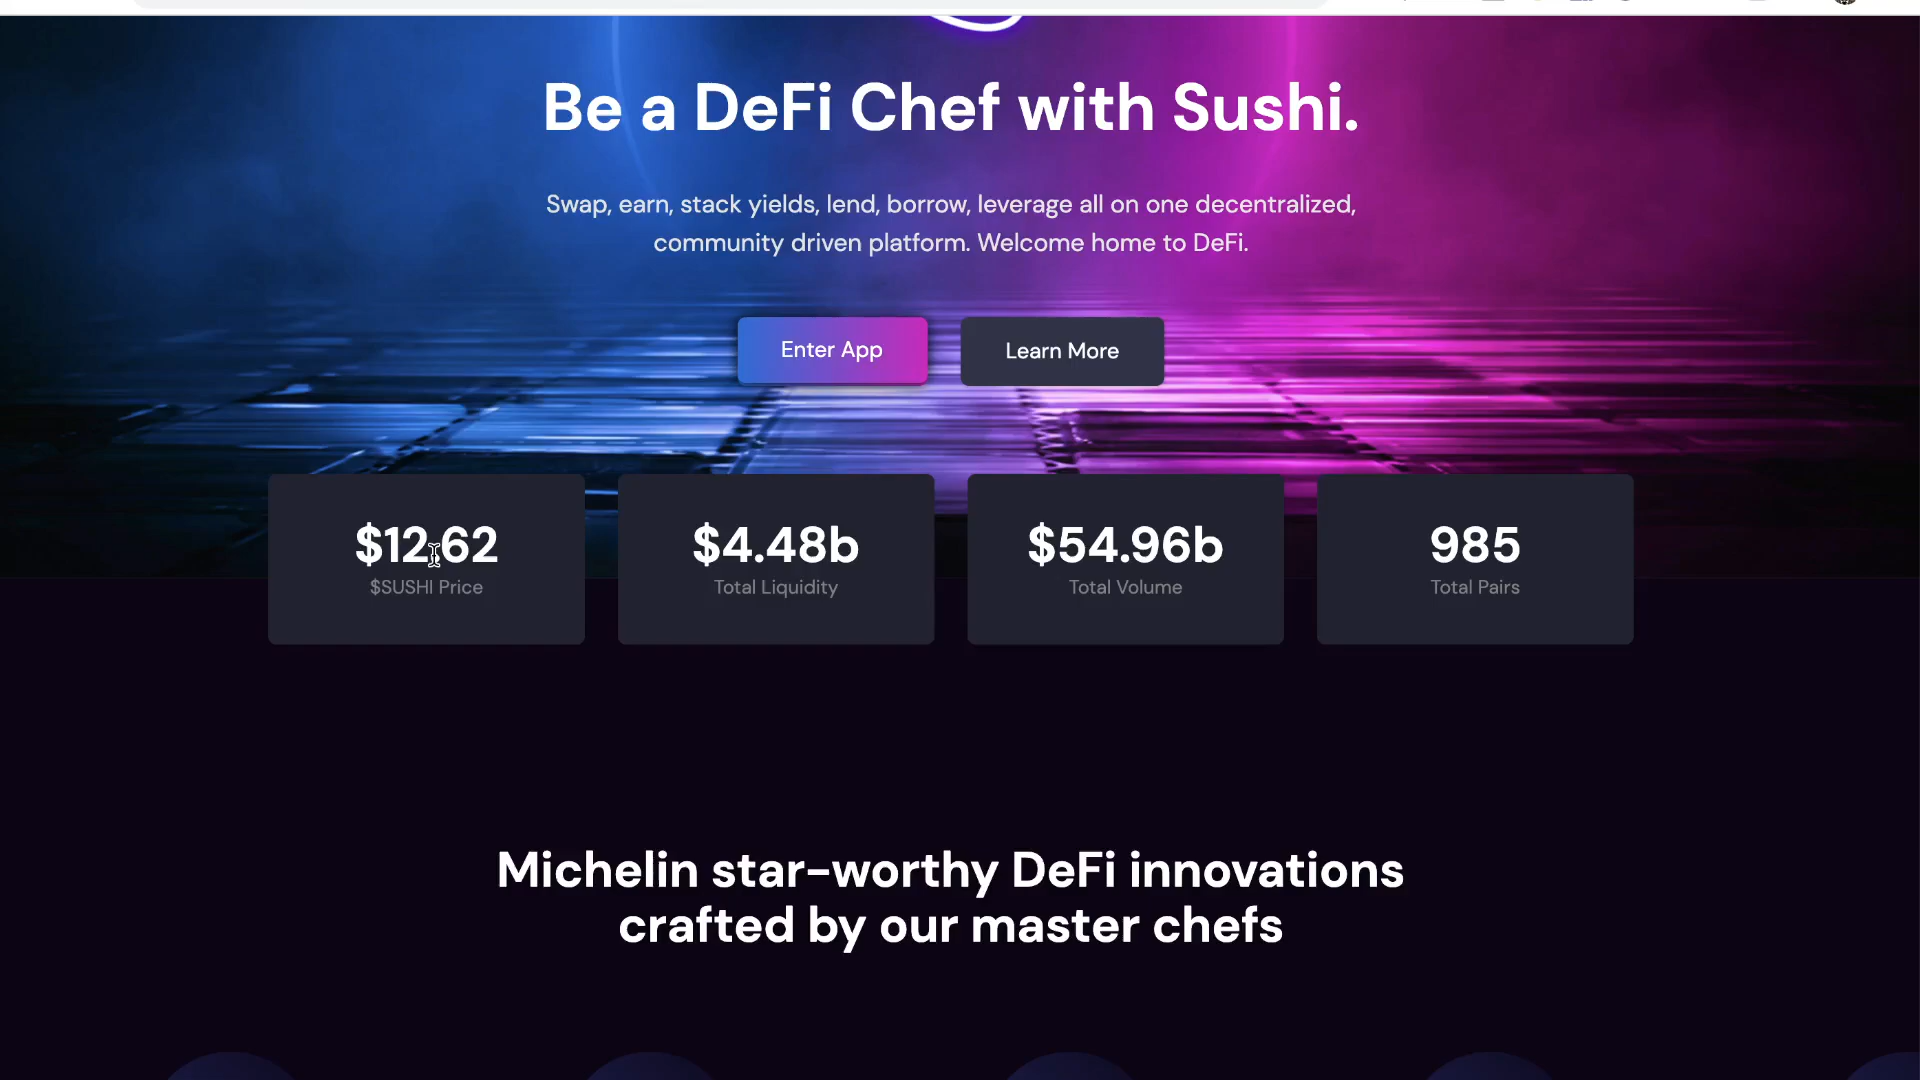 Be a DeFi Chef with Sushi.
Swap, earn, stack yields, lend, borrow, leverage all on one decentralized,
community driven platform. Welcome home to DeFi.
Enter App
Learn More
$12.62
$SUSHI Price
$4.48b
Total Liquidity
$54.96b
Total Volume
985
Total Pairs
Michelin star-worthy DeFi innovations
crafted by our master chefs